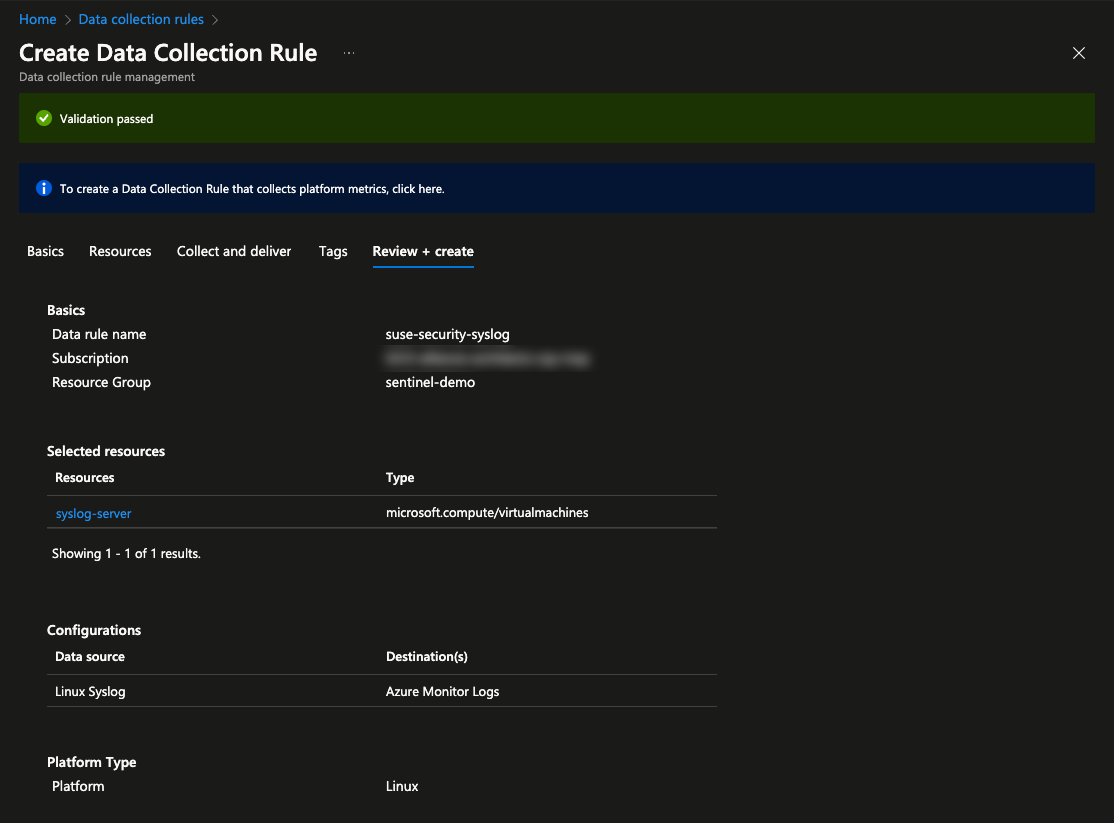 Home > Data collection rules >
Create Data Collection Rule ...
Data collection rule management
Validation passed
To create a Data Collection Rule that collects platform metrics, click here.
Basics Resources Collect and deliver Tags Review + create
Basics
Data rule name suse-security-syslog
Subscription
Resource Group sentinel-demo
Selected resources
Resources Type
syslog-server microsoft.compute/virtualmachines
Showing 1 - 1 of 1 results.
Configurations
Data source Destination(s)
Linux Syslog Azure Monitor Logs
Platform Type
Platform Linux